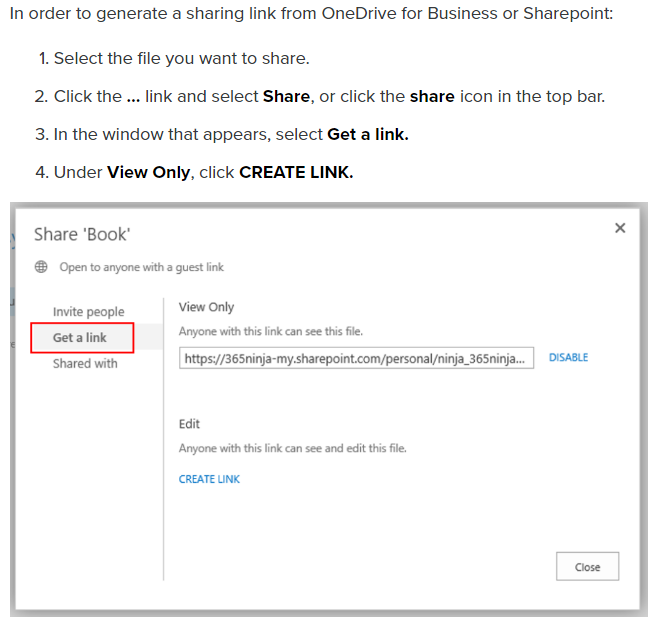 In order to generate a sharing link from OneDrive for Business or Sharepoint:
1. Select the file you want to share.
2. Click the ... link and select Share, or click the share icon in the top bar.
3. In the window that appears, select Get a link.
4. Under View Only, click CREATE LINK.
Share 'Book'
Open to anyone with a guest link
Invite people
Get a link
Shared with
View Only
Anyone with this link can see this file.
https://365ninja-my.sharepoint.com/personal/ninja_365ninja...
DISABLE
Edit
Anyone with this link can see and edit this file.
CREATE LINK
Close